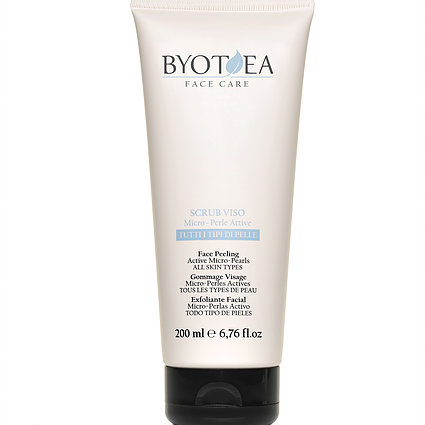 BYOTEA
FACE CARE
SCRUB VISO
Micro-Perle Attive
TUTTI I TIPI DI PELLE
Face Peeling
Active Micro-Pearls
ALL SKIN TYPES
Gommage Visage
Micro-Perles Actives
TOUS LES TYPES DE PEAU
Exfoliante Facial
Micro-Perlas Activo
TODO TIPO DE PIELES
200 ml ℮ 6,76 fl.oz